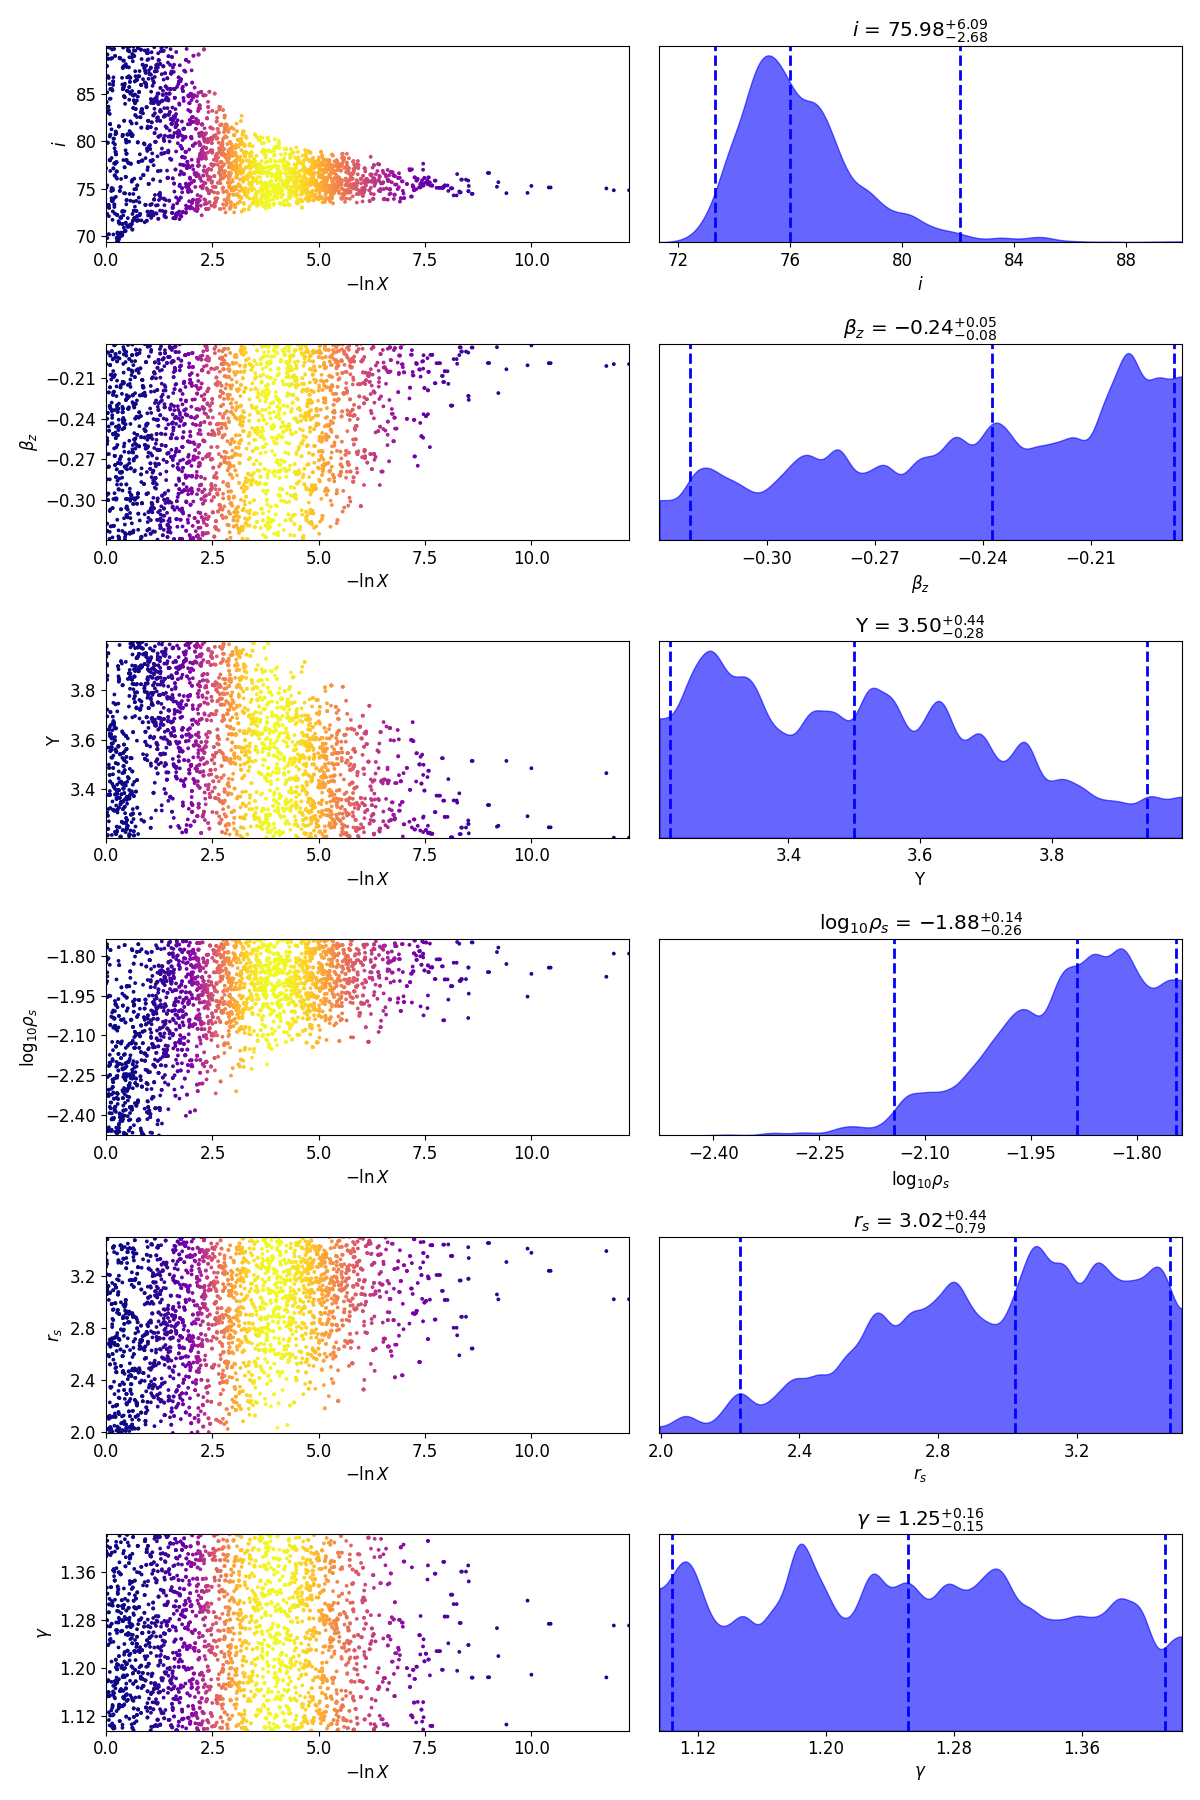 i = 75.98+6.09−2.68
85
80
75
70
i
0.0 2.5 5.0 7.5 10.0
−ln X
72 76 80 84 88
i
βz = −0.24+0.05−0.08
−0.21
−0.24
−0.27
−0.30
βz
0.0 2.5 5.0 7.5 10.0
−ln X
−0.30 −0.27 −0.24 −0.21
βz
Y = 3.50+0.44−0.28
3.8
3.6
3.4
Y
0.0 2.5 5.0 7.5 10.0
−ln X
3.4 3.6 3.8
Y
log10ρs = −1.88+0.14−0.26
−1.80
−1.95
−2.10
−2.25
−2.40
log10ρs
0.0 2.5 5.0 7.5 10.0
−ln X
−2.40 −2.25 −2.10 −1.95 −1.80
log10ρs
rs = 3.02+0.44−0.79
3.2
2.8
2.4
2.0
rs
0.0 2.5 5.0 7.5 10.0
−ln X
2.0 2.4 2.8 3.2
rs
γ = 1.25+0.16−0.15
1.36
1.28
1.20
1.12
γ
0.0 2.5 5.0 7.5 10.0
−ln X
1.12 1.20 1.28 1.36
γ